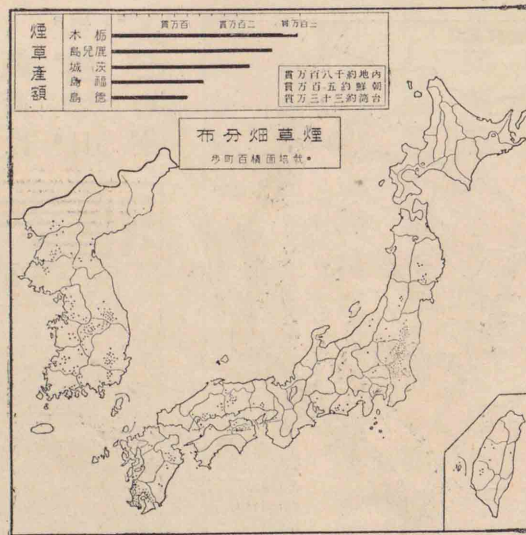 煙草產額
百万貫 二百万貫 三百万貫
栃木
鹿兒島
茨城
福島
德島
内地約千八百万貫
朝鮮約五百万貫
台湾約三十三万貫
煙草畑分布
栽培面積百町歩